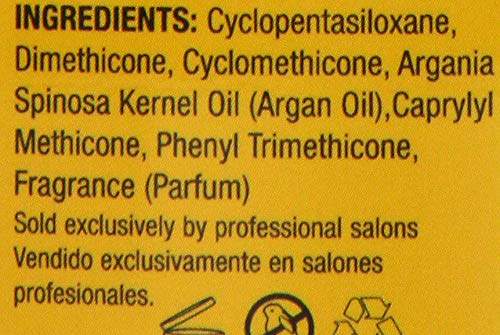 INGREDIENTS: Cyclopentasiloxane,
Dimethicone, Cyclomethicone, Argania
Spinosa Kernel Oil (Argan Oil),Caprylyl
Methicone, Phenyl Trimethicone,
Fragrance (Parfum)
Sold exclusively by professional salons
Vendido exclusivamente en salones
profesionales.